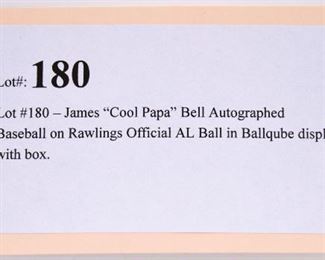 Lot#: 180
Lot #180 – James “Cool Papa” Bell Autographed
Baseball on Rawlings Official AL Ball in Ballqube displ
with box.